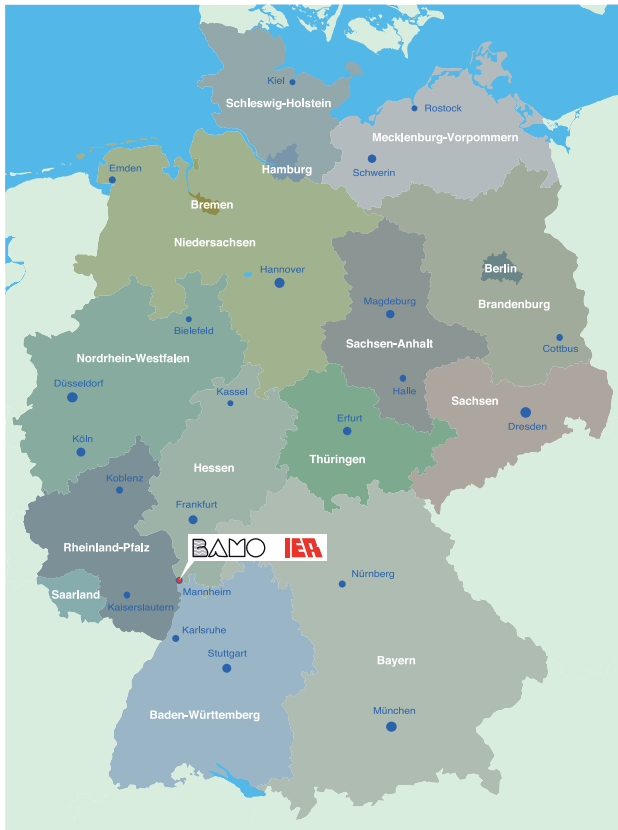 Kiel
Schleswig-Holstein
Rostock
Mecklenburg-Vorpommern
Hamburg
Schwerin
Emden
Bremen
Niedersachsen
Hannover
Berlin
Magdeburg
Brandenburg
Bielefeld
Sachsen-Anhalt
Cottbus
Nordrhein-Westfalen
Düsseldorf
Kassel
Halle
Sachsen
Erfurt
Dresden
Köln
Thüringen
Hessen
Koblenz
Frankfurt
Rheinland-Pfalz
BAMO IER
Nürnberg
Mannheim
Saarland
Kaiserslautern
Karlsruhe
Stuttgart
Bayern
München
Baden-Württemberg